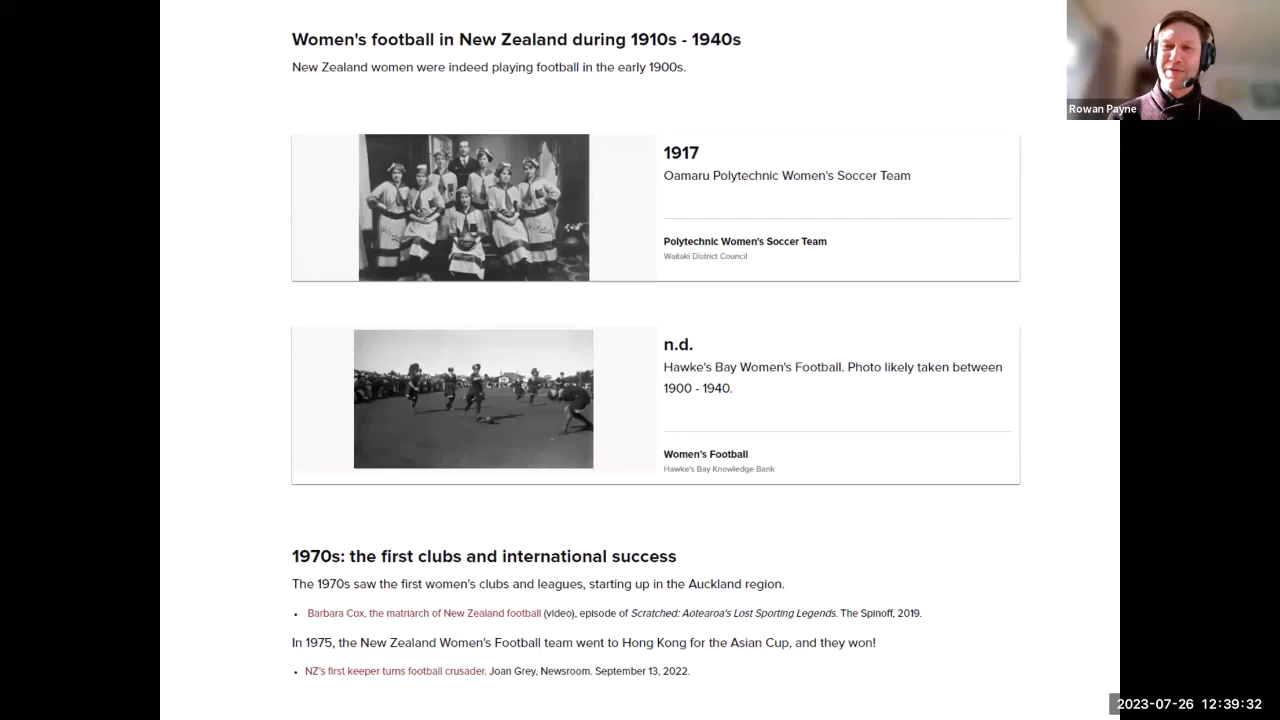 Women's football in New Zealand during 1910s - 1940s
New Zealand women were indeed playing football in the early 1900s.
Rowan Payne
1917
Oamaru Polytechnic Women's Soccer Team
Polytechnic Women's Soccer Team
Waitaki District Council
n.d.
Hawke's Bay Women's Football. Photo likely taken between
1900 - 1940.
Women's Football
Hawke's Bay Knowledge Bank
1970s: the first clubs and international success
The 1970s saw the first women's clubs and leagues, starting up in the Auckland region.
• Barbara Cox, the matriarch of New Zealand football (video), episode of Scratched: Aotearoa's Lost Sporting Legends. The Spinoff, 2019.
In 1975, the New Zealand Women's Football team went to Hong Kong for the Asian Cup, and they won!
• NZ's first keeper turns football crusader. Joan Grey, Newsroom. September 13, 2022.
2023-07-26 12:39:32